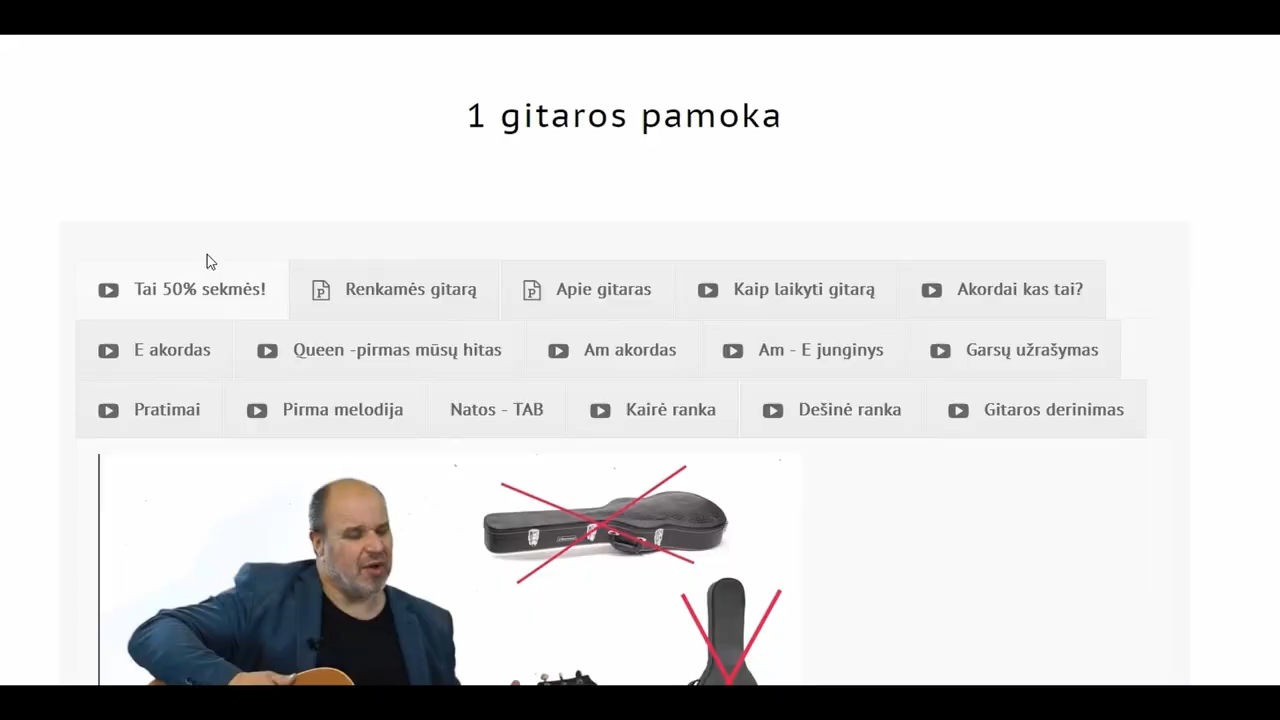 1 gitaros pamoka
Tai 50% sekmės! Renkamės gitarą Apie gitaras Kaip laikyti gitarą Akordai kas tai?
E akordas Queen -pirmas mūsų hitas Am akordas Am - E junginys Garsų užrašymas
Pratimai Pirma melodija Natos - TAB Kairė ranka Dešinė ranka Gitaros derinimas